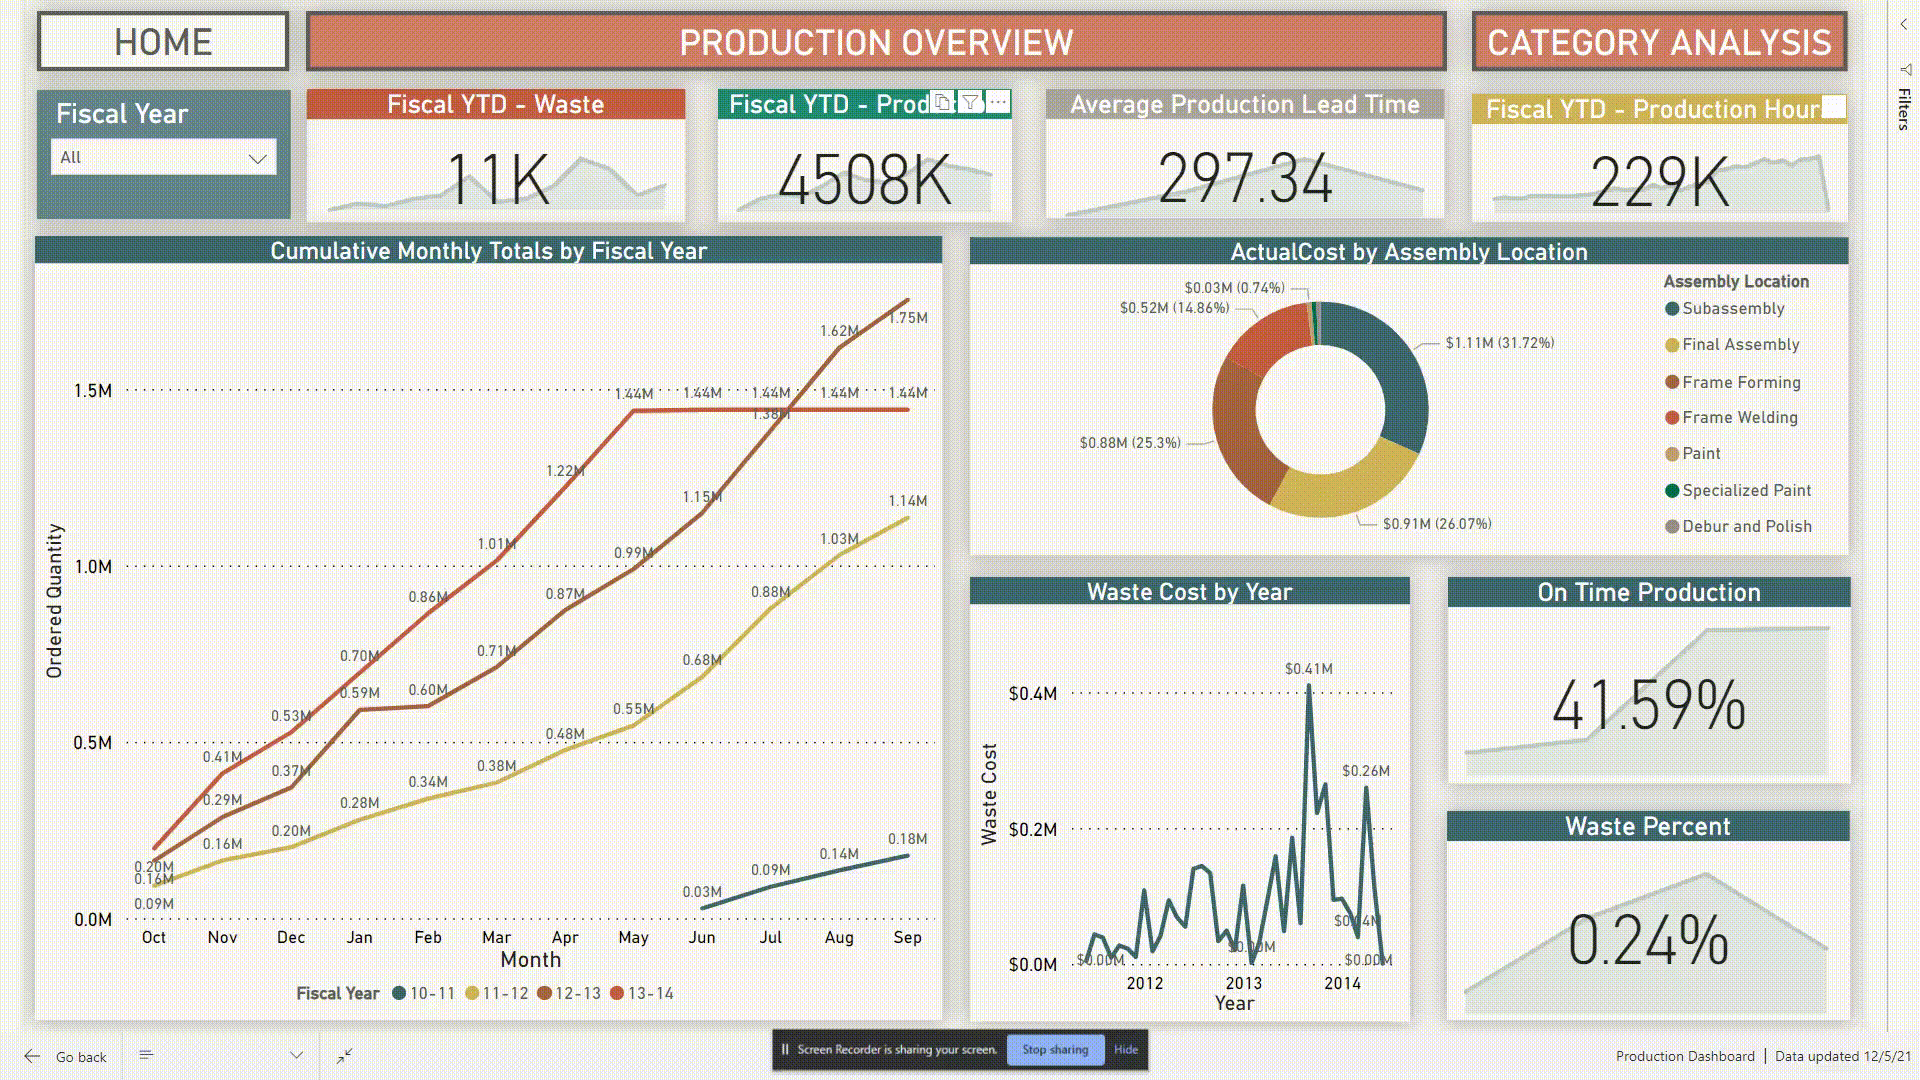 HOME
PRODUCTION OVERVIEW
CATEGORY ANALYSIS
Filters
Fiscal Year
All
Fiscal YTD - Waste
11K
Fiscal YTD - Prod
4508K
Average Production Lead Time
297.34
Fiscal YTD - Production Hour
229K
Cumulative Monthly Totals by Fiscal Year
Ordered Quantity
1.5M
1.0M
0.5M
0.0M
1.75M
1.62M
1.44M 1.44M 1.44M 1.44M 1.44M
1.38M
1.22M
1.15M
1.14M
1.01M
0.99M
1.03M
0.86M
0.87M
0.88M
0.70M
0.71M
0.68M
0.59M
0.60M
0.53M
0.55M
0.48M
0.41M
0.37M
0.38M
0.34M
0.29M
0.28M
0.20M
0.16M
0.18M
0.14M
0.20M
0.09M
0.16M
0.03M
0.09M
Oct Nov Dec Jan Feb Mar Apr May Jun Jul Aug Sep
Month
Fiscal Year 10-11 11-12 12-13 13-14
ActualCost by Assembly Location
$0.03M (0.74%)
$0.52M (14.86%)
$1.11M (31.72%)
$0.88M (25.3%)
$0.91M (26.07%)
Assembly Location
Subassembly
Final Assembly
Frame Forming
Frame Welding
Paint
Specialized Paint
Debur and Polish
Waste Cost by Year
Waste Cost
$0.4M
$0.2M
$0.0M
$0.41M
$0.26M
$0.04M
$0.00M
$0.00M
$0.00M
2012 2013 2014
Year
On Time Production
41.59%
Waste Percent
0.24%
Go back
Screen Recorder is sharing your screen.
Stop sharing
Hide
Production Dashboard | Data updated 12/5/21